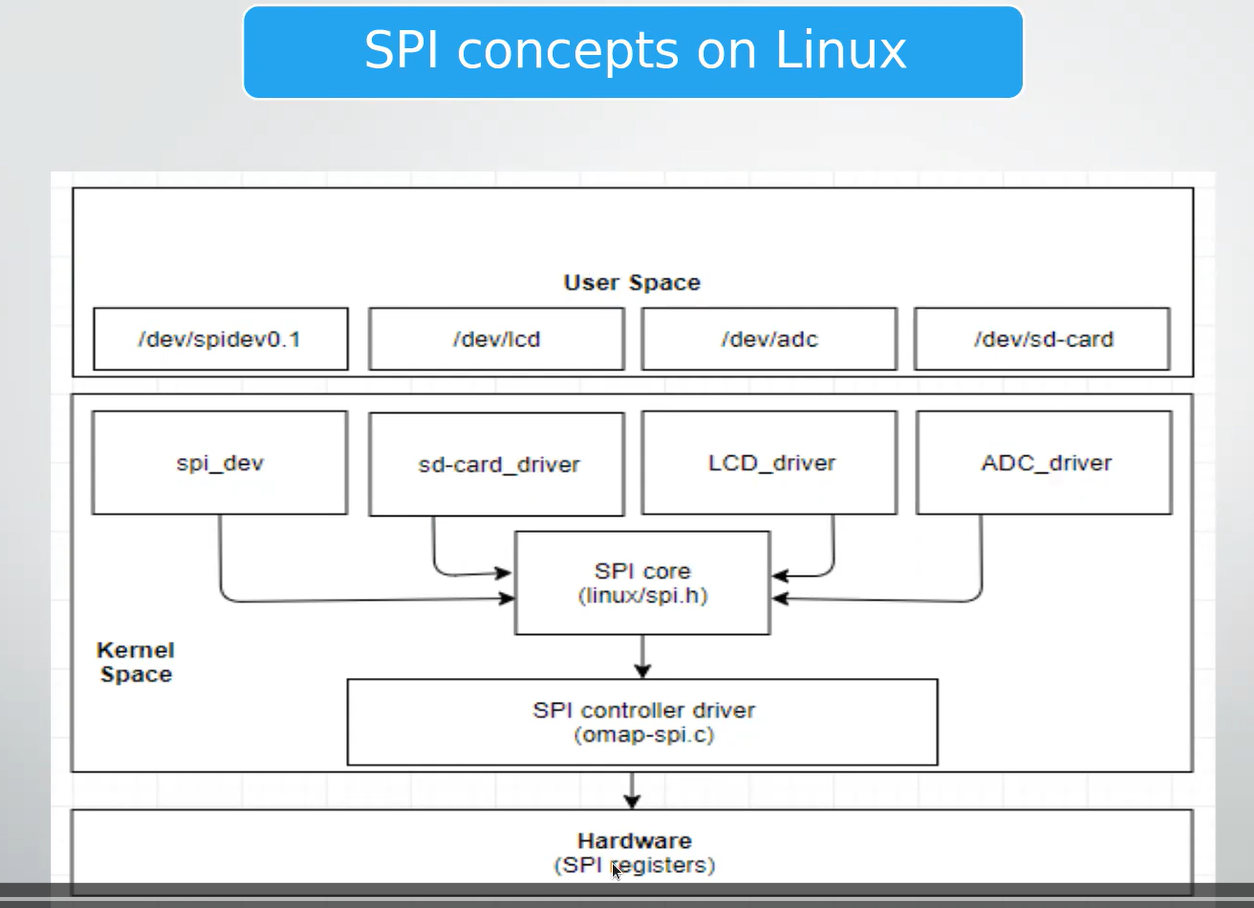 SPI concepts on Linux
User Space
/dev/spidev0.1
/dev/lcd
/dev/adc
/dev/sd-card
spi_dev
sd-card_driver
LCD_driver
ADC_driver
SPI core
(linux/spi.h)
Kernel
Space
SPI controller driver
(omap-spi.c)
Hardware
(SPI registers)